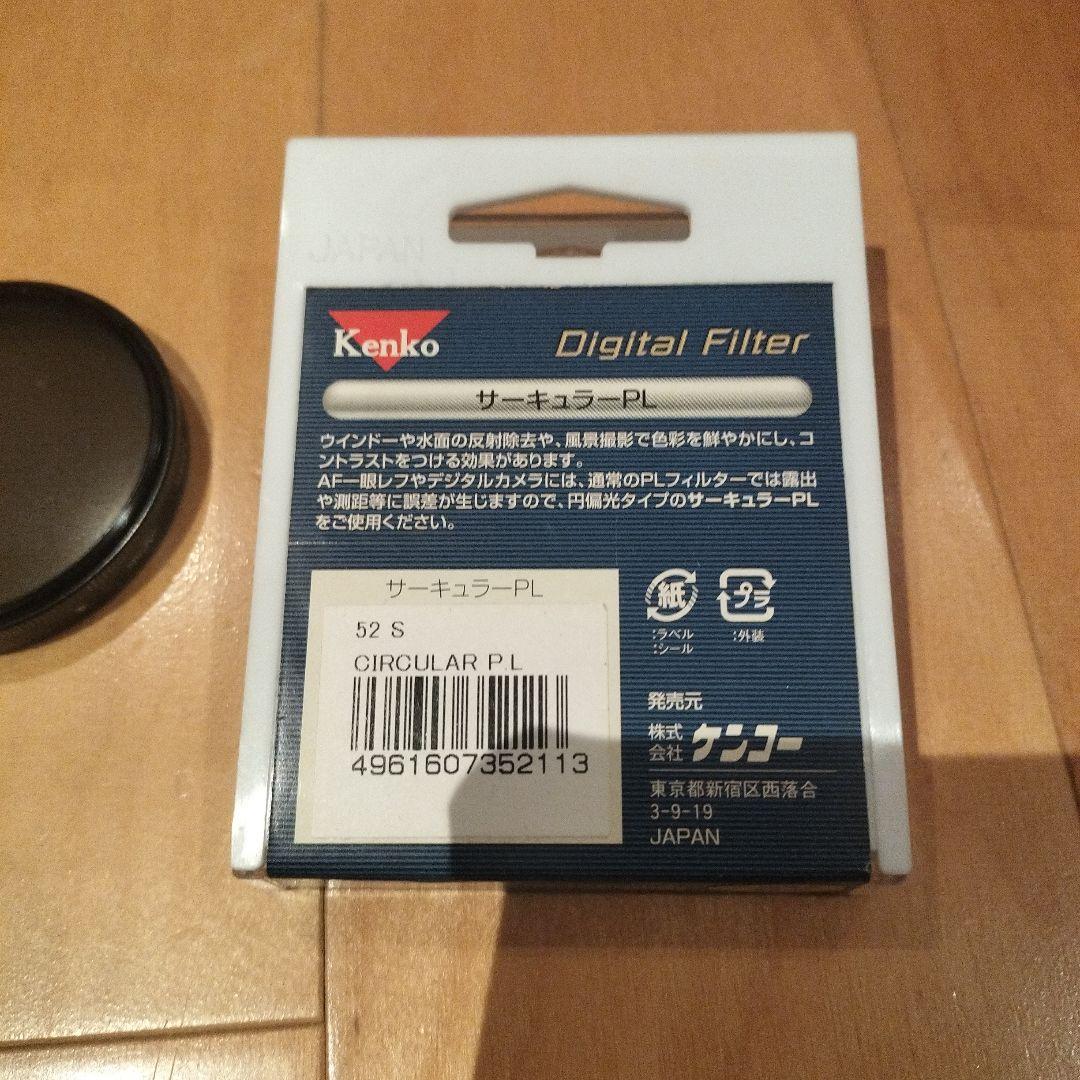 JAPAN
Kenko
Digital Filter
サーキュラーPL
ウインドーや水面の反射除去や、風景撮影で色彩を鮮やかにし、コ
ントラストをつける効果があります。
AF一眼レフやデジタルカメラには、通常のPLフィルターでは露出
や測距等に誤差が生じますので、円偏光タイプのサーキュラーPL
をご使用ください。
サーキュラーPL
52 S
CIRCULAR P.L
4961607352113
紙
:ラベル
:シール
プラ
:外装
発売元
株式
会社
ケンコー
東京都新宿区西落合
3-9-19
JAPAN